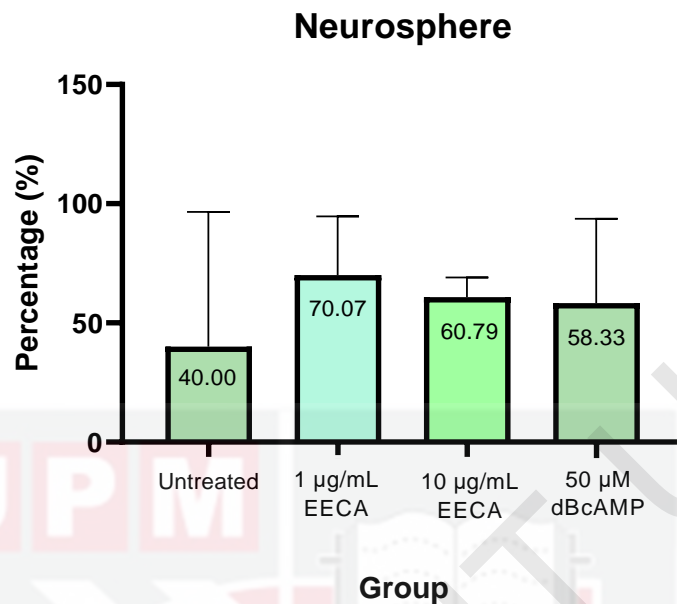 Neurosphere
Percentage (%)
150
100
50
0
40.00
70.07
60.79
58.33
Untreated
1 µg/mL
EECA
10 µg/mL
EECA
50 µM
dBcAMP
Group
UPM